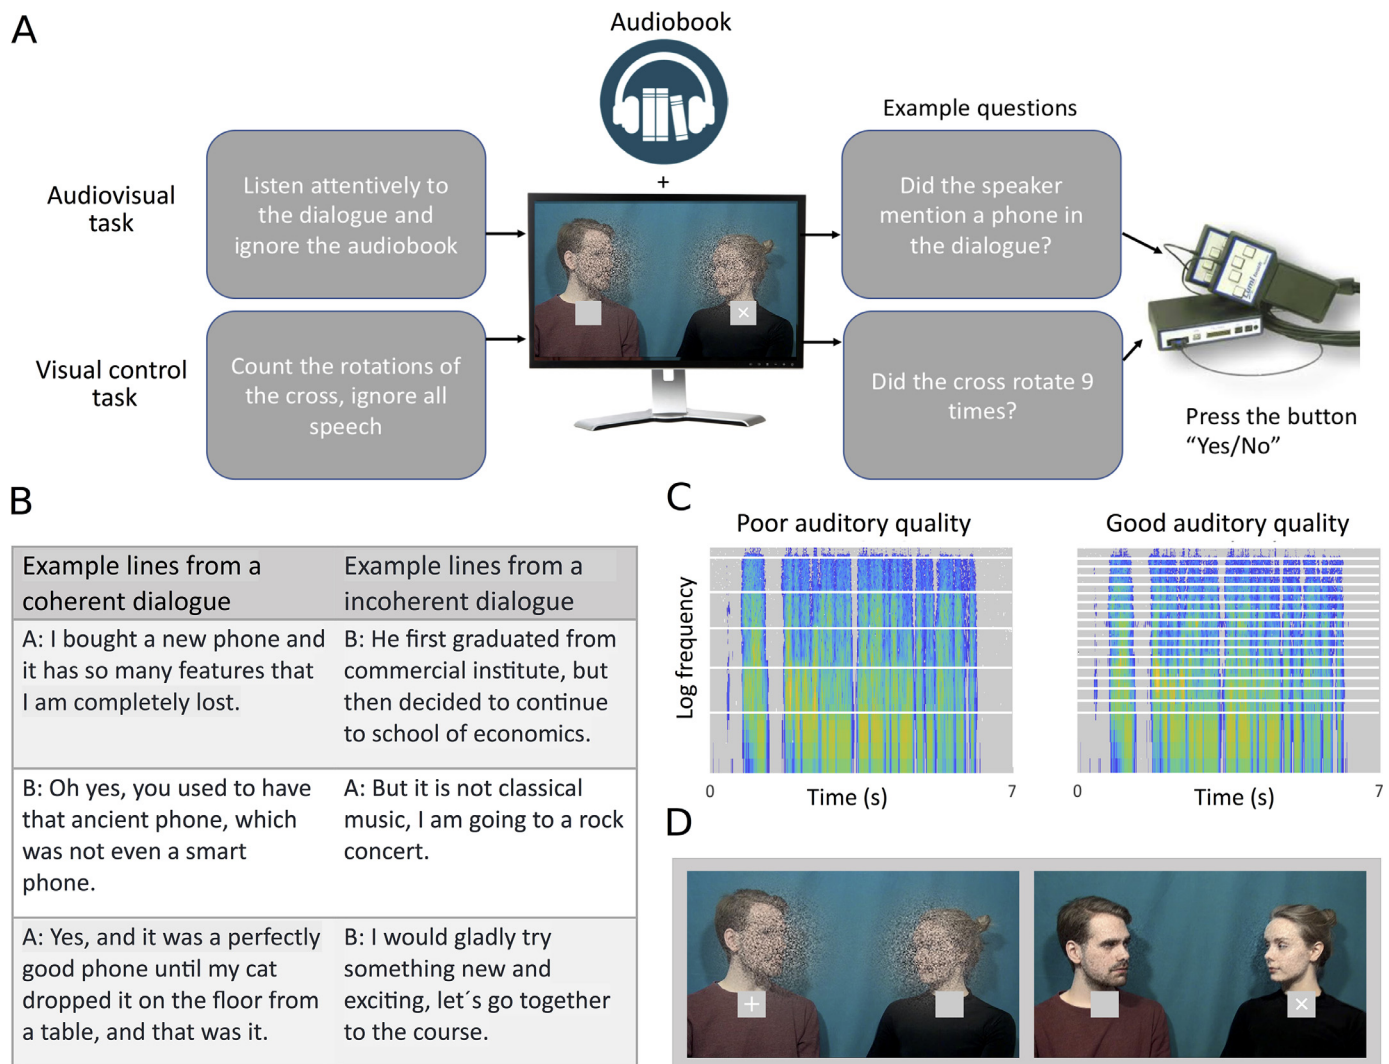 A
Audiobook
+
Example questions
Audiovisual
task
Listen attentively to
the dialogue and
ignore the audiobook
Did the speaker
mention a phone in
the dialogue?
Visual control
task
Count the rotations of
the cross, ignore all
speech
Did the cross rotate 9
times?
Press the button
“Yes/No”
B
Example lines from a
coherent dialogue
Example lines from a
incoherent dialogue
A: I bought a new phone and
it has so many features that
I am completely lost.
B: He first graduated from
commercial institute, but
then decided to continue
to school of economics.
B: Oh yes, you used to have
that ancient phone, which
was not even a smart
phone.
A: But it is not classical
music, I am going to a rock
concert.
A: Yes, and it was a perfectly
good phone until my cat
dropped it on the floor from
a table, and that was it.
B: I would gladly try
something new and
exciting, let´s go together
to the course.
C
Poor auditory quality
Good auditory quality
Log frequency
0
Time (s)
7
0
Time (s)
7
D